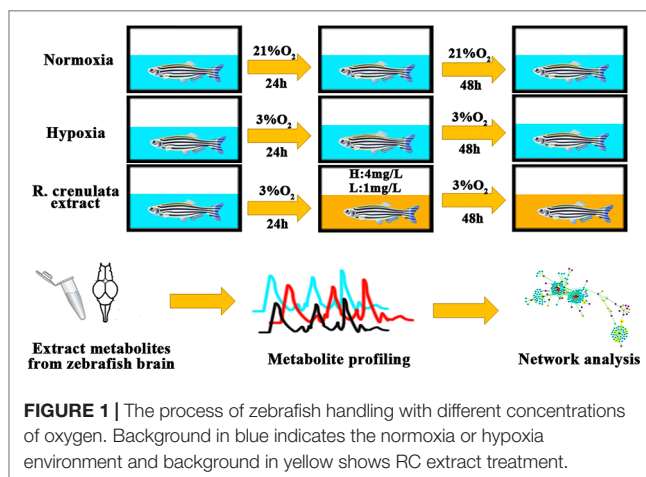 Normoxia
21%O₂
24h
21%O₂
48h
Hypoxia
3%O₂
24h
3%O₂
48h
R. crenulata
extract
3%O₂
24h
H:4mg/L
L:1mg/L
3%O₂
48h
Extract metabolites
from zebrafish brain
Metabolite profiling
Network analysis
FIGURE 1 | The process of zebrafish handling with different concentrations
of oxygen. Background in blue indicates the normoxia or hypoxia
environment and background in yellow shows RC extract treatment.